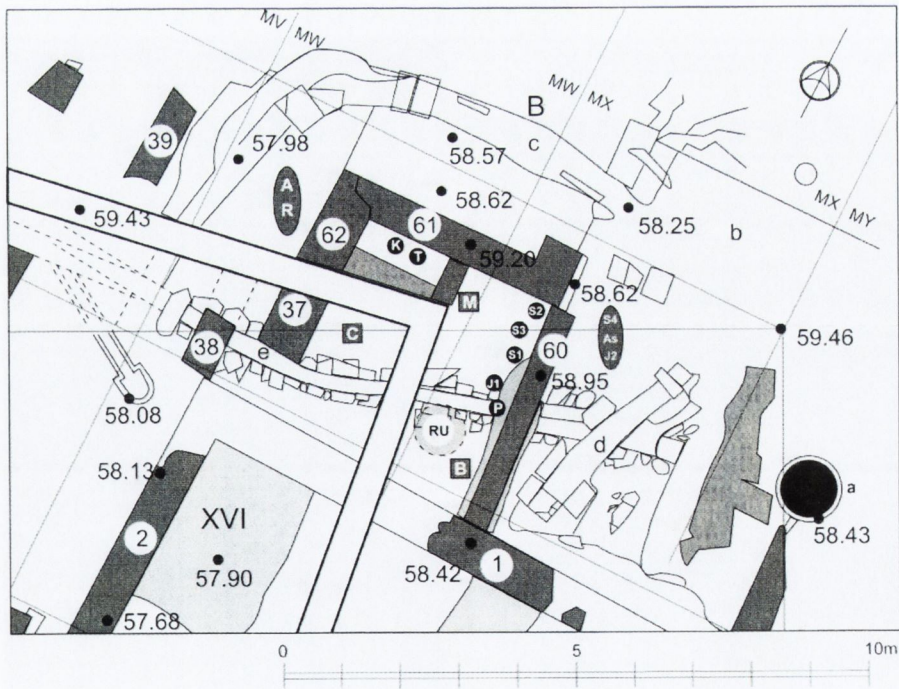 MV MW
MW MX
B
c
39
57.98
58.57
MX MY
A
R
58.62
59.43
61
58.25
b
62
K
T
59.20
58.62
37
M
S2
S4
C
S3
As
59.46
38
e
S1
60
J2
J1
58.95
58.08
P
RU
d
58.13
B
a
XVI
2
58.43
58.42
1
57.90
57.68
0
5
10m